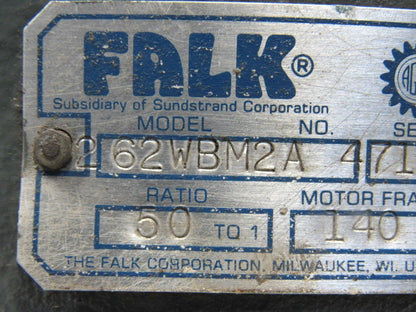 FALK®
Subsidiary of Sundstrand Corporation
MODEL NO. SE
262WBM2A 471
RATIO MOTOR FRA
50 TO 1 140
THE FALK CORPORATION, MILWAUKEE, WI. U